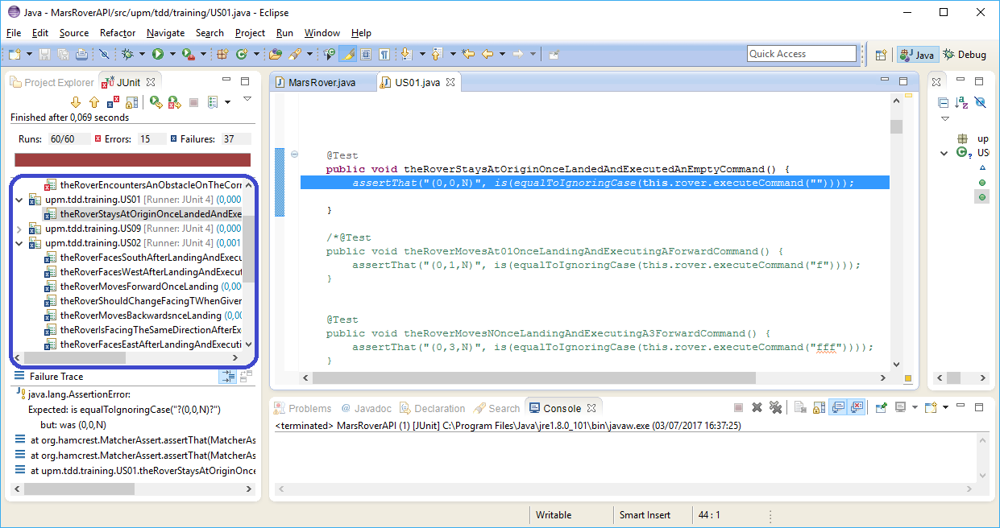 Java - MarsRoverAPI/src/upm/tdd/training/US01.java - Eclipse
File Edit Source Refactor Navigate Search Project Run Window Help
Quick Access
Java
Debug
Project Explorer
JUnit
Finished after 0,069 seconds
Runs: 60/60 Errors: 15 Failures: 37
theRoverEncountersAnObstacleOnTheCorr
upm.tdd.training.US01 [Runner: JUnit 4] (0,000
theRoverStaysAtOriginOnceLandedAndExe
upm.tdd.training.US09 [Runner: JUnit 4] (0,000
upm.tdd.training.US02 [Runner: JUnit 4] (0,001
theRoverFacesSouthAfterLandingAndExecu
theRoverFacesWestAfterLandingAndExecut
theRoverMovesForwardOnceLanding (0,00
theRoverShouldChangeFacingTWhenGiver
theRoverMovesBackwardsnceLanding (0,00
theRoverIsFacingTheSameDirectionAfterEx
theRoverFacesEastAfterLandingAndExecuti
Failure Trace
java.lang.AssertionError:
Expected: is equalToIgnoringCase("?(0,0,N)?")
but: was (0,0,N)
at org.hamcrest.MatcherAssert.assertThat(MatcherAs
at org.hamcrest.MatcherAssert.assertThat(MatcherAs
at upm.tdd.training.US01.theRoverStaysAtOriginOnce
MarsRover.java
US01.java
@Test
public void theRoverStaysAtOriginOnceLandedAndExecutedAnEmptyCommand() {
assertThat("(0,0,N)", is(equalToIgnoringCase(this.rover.executeCommand(""))));
}
/*@Test
public void theRoverMovesAt01OnceLandingAndExecutingAForwardCommand() {
assertThat("(0,1,N)", is(equalToIgnoringCase(this.rover.executeCommand("f"))));
}
@Test
public void theRoverMovesNOnceLandingAndExecutingA3ForwardCommand() {
assertThat("(0,3,N)", is(equalToIgnoringCase(this.rover.executeCommand("fff"))));
}
up
US
Problems
@ Javadoc
Declaration
Search
Console
<terminated> MarsRoverAPI (1) [JUnit] C:\Program Files\Java\jre1.8.0_101\bin\javaw.exe (03/07/2017 16:37:25)
Writable
Smart Insert
44 : 1